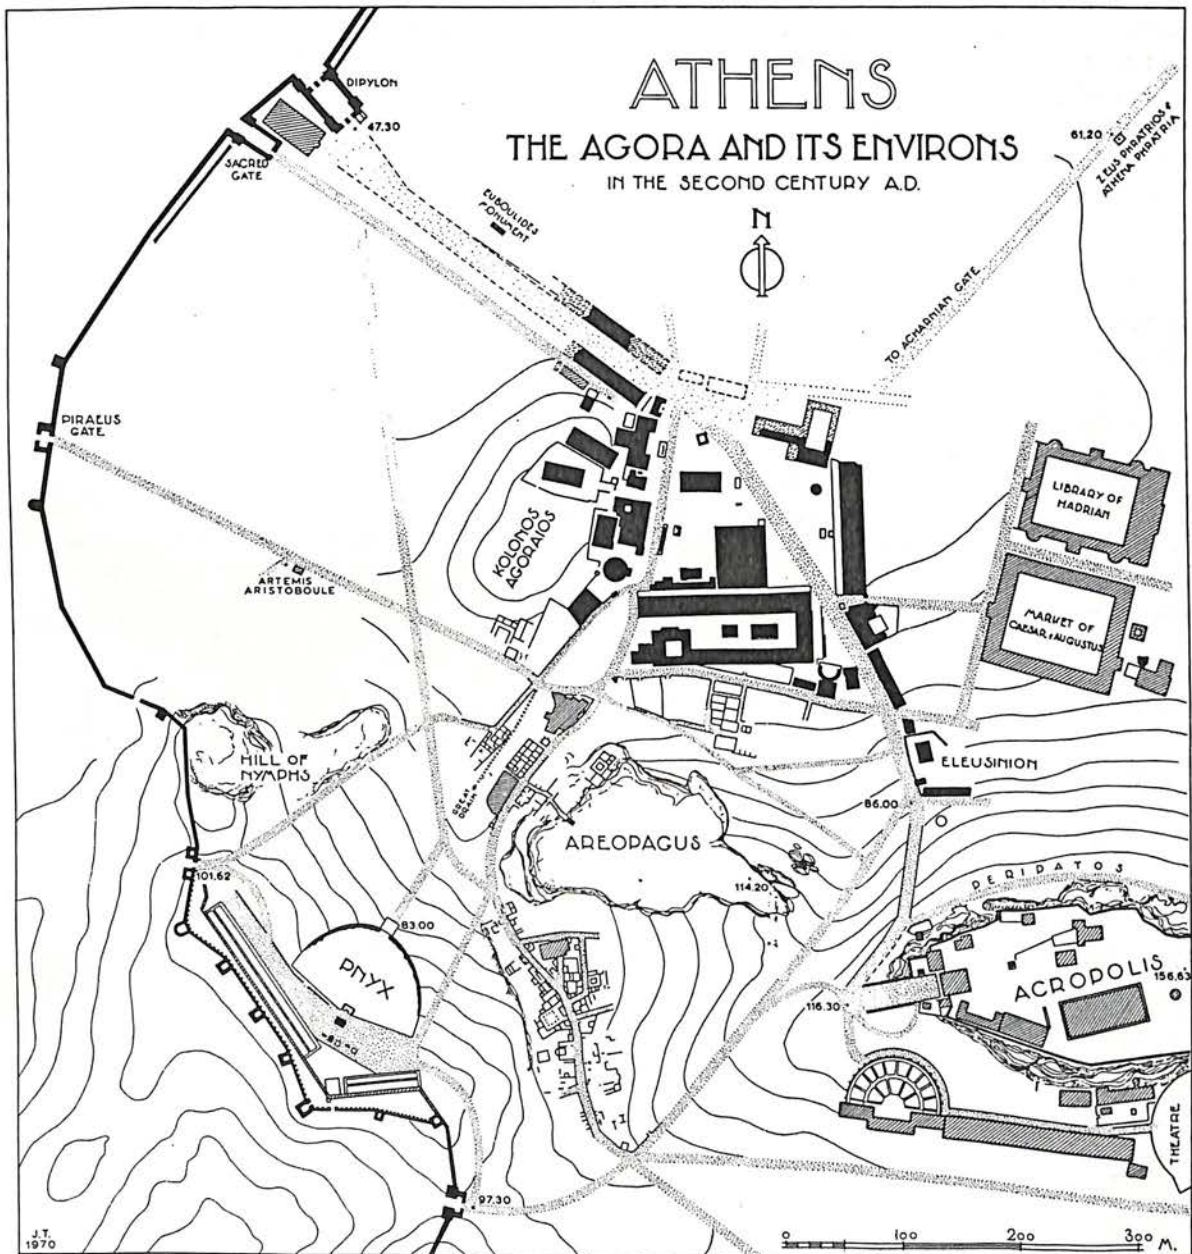 ATHENS
THE AGORA AND ITS ENVIRONS
IN THE SECOND CENTURY A.D.
N
DIPYLON
47.30
SACRED
GATE
EUBOULIDES
MONUMENT
61.20
ZEUS PHRATRIOS &
ATHENA PHRATRIA
TO ACHARNIAN GATE
PIRAEUS
GATE
LIBRARY OF
HADRIAN
KOLONOS
AGORAIOS
ARTEMIS
ARISTOBOULE
MARKET OF
CAESAR & AUGUSTUS
HILL OF
NYMPHS
ELEUSINION
GREAT
DRAIN
86.00
AREOPAGUS
101.62
114.20
PERIPATOS
83.00
PNYX
ACROPOLIS
156.63
116.30
THEATRE
97.30
J.T.
1970
0 100 200 300 M.